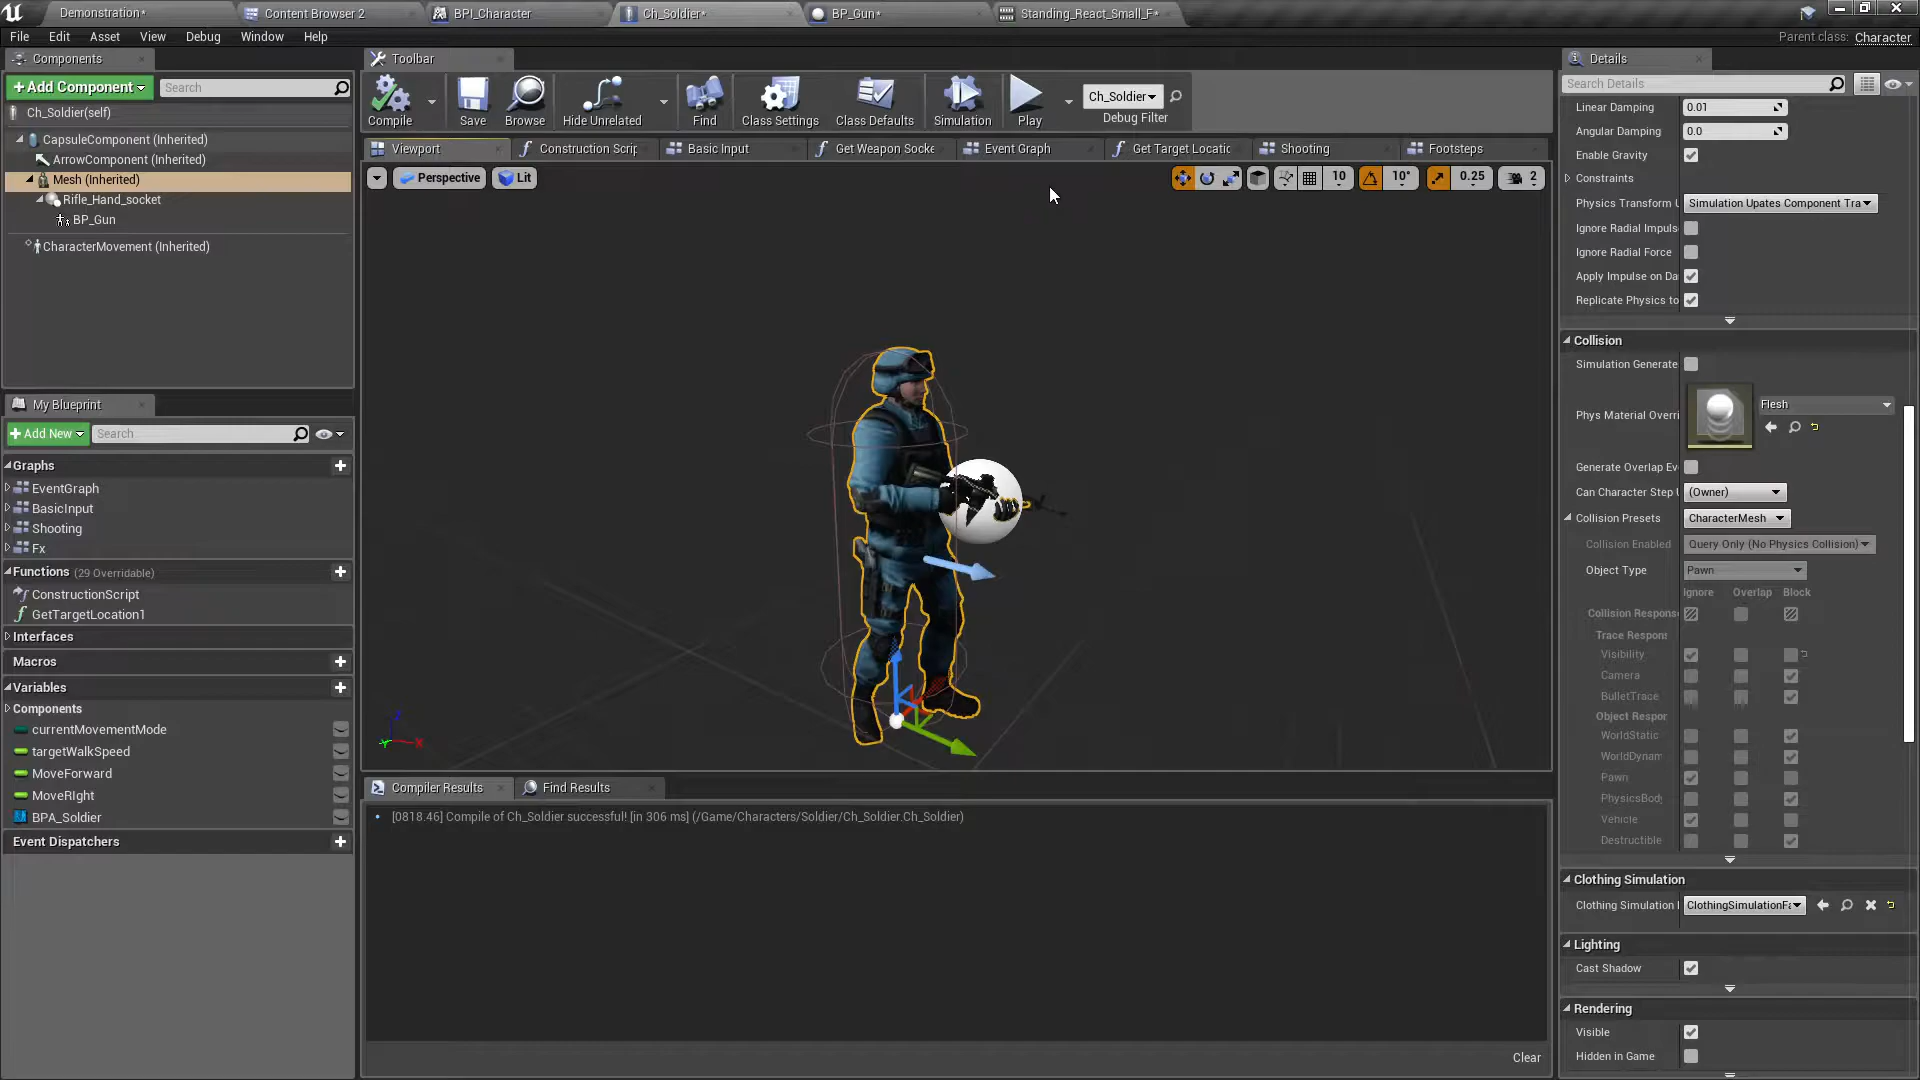 Demonstration*
Content Browser 2
BPI_Character
Ch_Soldier*
BP_Gun*
Standing_React_Small_F*
File Edit Asset View Debug Window Help
Parent class: Character
Components
Toolbar
Details
+Add Component
Search
Search Details
Ch_Soldier(self)
CapsuleComponent (Inherited)
ArrowComponent (Inherited)
Mesh (Inherited)
Rifle_Hand_socket
BP_Gun
CharacterMovement (Inherited)
Compile
Save
Browse
Hide Unrelated
Find
Class Settings
Class Defaults
Simulation
Play
Ch_Soldier
Debug Filter
Viewport
Construction Scrip
Basic Input
Get Weapon Socke
Event Graph
Get Target Locatio
Shooting
Footsteps
Perspective
Lit
10
10°
0.25
2
My Blueprint
+Add New
Search
Graphs
EventGraph
BasicInput
Shooting
Fx
Functions (29 Overridable)
ConstructionScript
GetTargetLocation1
Interfaces
Macros
Variables
Components
currentMovementMode
targetWalkSpeed
MoveForward
MoveRIght
BPA_Soldier
Event Dispatchers
Compiler Results
Find Results
[0818.46] Compile of Ch_Soldier successful! [in 306 ms] (/Game/Characters/Soldier/Ch_Soldier.Ch_Soldier)
Clear
Linear Damping 0.01
Angular Damping 0.0
Enable Gravity
Constraints
Physics Transform U Simulation Upates Component Tra
Ignore Radial Impuls
Ignore Radial Force
Apply Impulse on Da
Replicate Physics to
Collision
Simulation Generate
Phys Material Overri
Flesh
Generate Overlap Ev
Can Character Step U (Owner)
Collision Presets CharacterMesh
Collision Enabled Query Only (No Physics Collision)
Object Type Pawn
Ignore Overlap Block
Collision Respons
Trace Respon
Visibility
Camera
BulletTrace
Object Respor
WorldStatic
WorldDynam
Pawn
PhysicsBody
Vehicle
Destructible
Clothing Simulation
Clothing Simulation ClothingSimulationFa
Lighting
Cast Shadow
Rendering
Visible
Hidden in Game